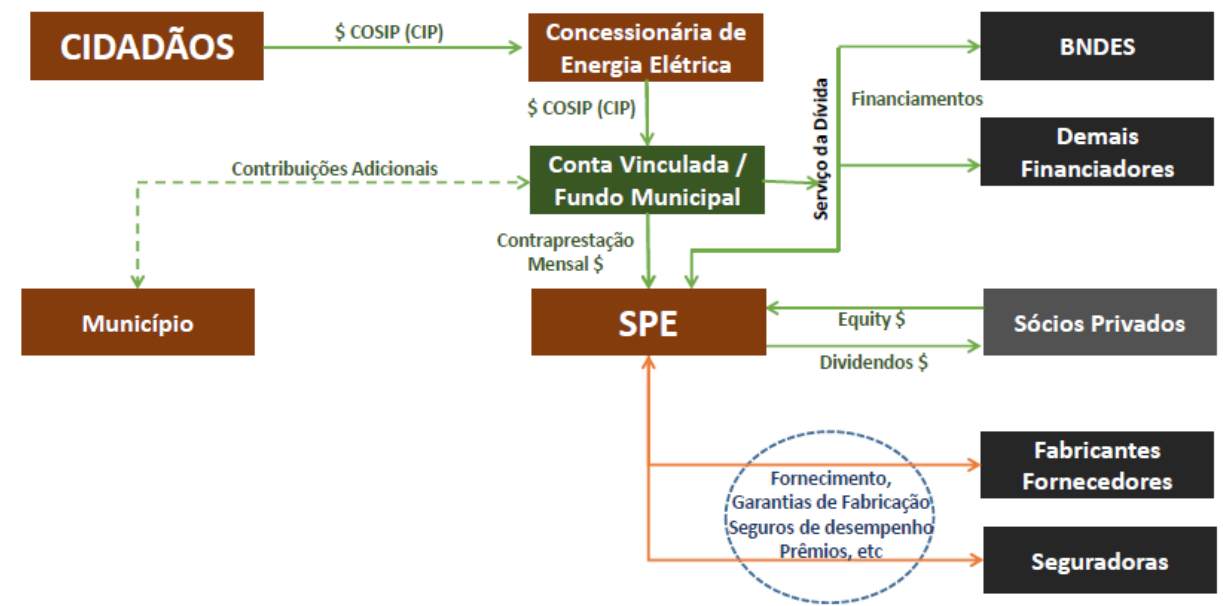 CIDADÃOS
$ COSIP (CIP)
Concessionária de
Energia Elétrica
BNDES
$ COSIP (CIP)
Serviço da Dívida
Financiamentos
Contribuições Adicionais
Conta Vinculada /
Fundo Municipal
Demais
Financiadores
Contraprestação
Mensal $
Município
SPE
Equity $
Dividendos $
Sócios Privados
Fornecimento,
Garantias de Fabricação
Seguros de desempenho
Prêmios, etc
Fabricantes
Fornecedores
Seguradoras